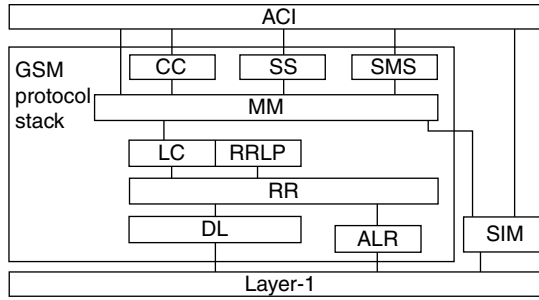 ACI
GSM
protocol
stack
CC
SS
SMS
MM
LC
RRLP
RR
DL
ALR
SIM
Layer-1